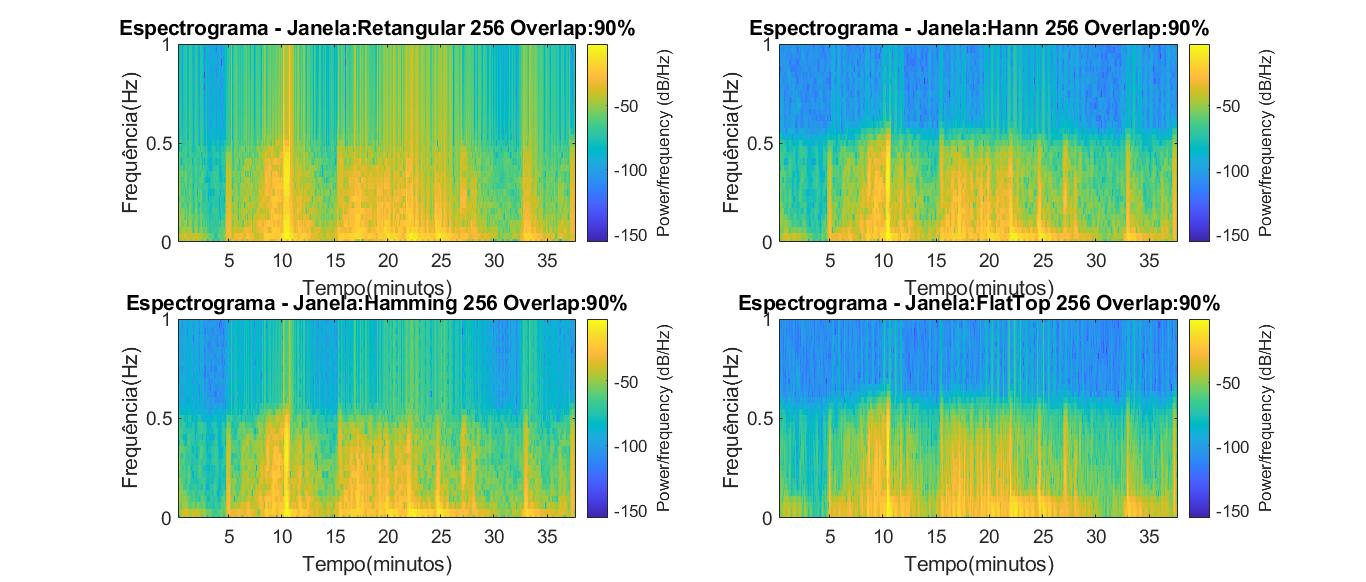 Espectrograma - Janela:Retangular 256 Overlap:90%
1
0.5
0
Frequência(Hz)
5 10 15 20 25 30 35
Tempo(minutos)
-50
-100
-150
Power/frequency (dB/Hz)
Espectrograma - Janela:Hann 256 Overlap:90%
1
0.5
0
Frequência(Hz)
5 10 15 20 25 30 35
Tempo(minutos)
-50
-100
-150
Power/frequency (dB/Hz)
Espectrograma - Janela:Hamming 256 Overlap:90%
1
0.5
0
Frequência(Hz)
5 10 15 20 25 30 35
Tempo(minutos)
-50
-100
-150
Power/frequency (dB/Hz)
Espectrograma - Janela:FlatTop 256 Overlap:90%
1
0.5
0
Frequência(Hz)
5 10 15 20 25 30 35
Tempo(minutos)
-50
-100
-150
Power/frequency (dB/Hz)